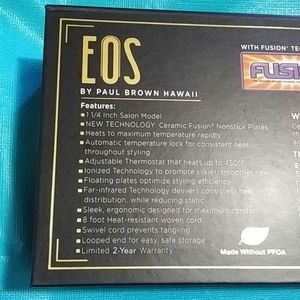 EOS
BY PAUL BROWN HAWAII
WITH FUSION TE
FUSI
Features:
•1 1/4 Inch Salon Model
•NEW TECHNOLOGY Ceramic Fusion® Nonstick Plates
•Heats to maximum temperature rapidly
•Automatic temperature lock for consistent heat
throughout styling
•Adjustable Thermostat that heats up to 450°F
•Ionized Technology to promote silkier, smoother hair
•Floating plates optimize styling efficiency
•Far-infrared Technology delivers consistent heat
distribution, while reducing static
•Sleek, ergonomic designed for maximum comfort
•8 foot Heat-resistant woven cord
•Swivel cord prevents tangling
•Looped end for easy, safe storage
•Limited 2-Year Warranty
Made Without PFOA